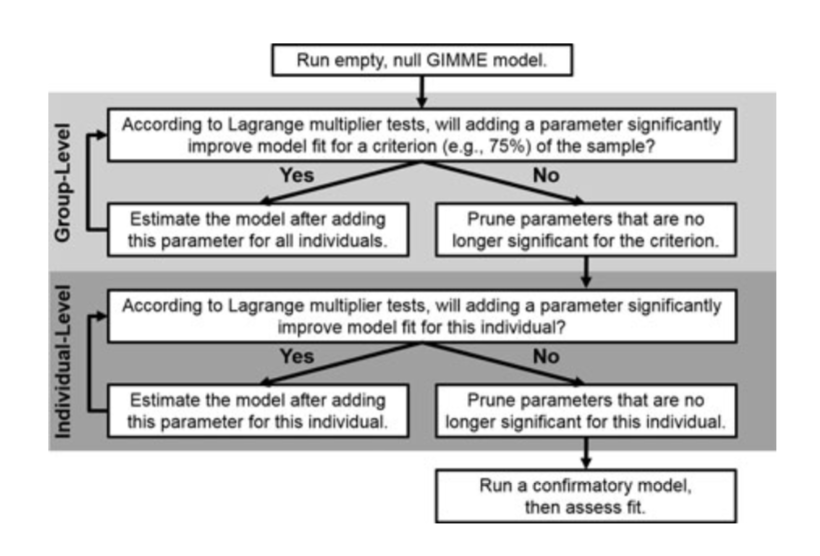 Run empty, null GIMME model.
Group-Level
According to Lagrange multiplier tests, will adding a parameter significantly
improve model fit for a criterion (e.g., 75%) of the sample?
Yes
No
Estimate the model after adding
this parameter for all individuals.
Prune parameters that are no
longer significant for the criterion.
Individual-Level
According to Lagrange multiplier tests, will adding a parameter significantly
improve model fit for this individual?
Yes
No
Estimate the model after adding
this parameter for this individual.
Prune parameters that are no
longer significant for this individual.
Run a confirmatory model,
then assess fit.